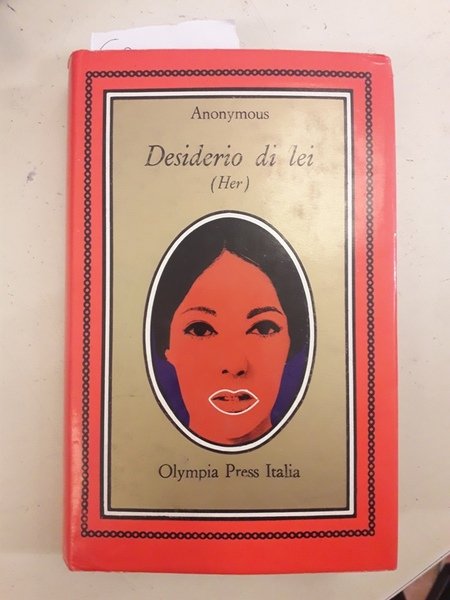 Anonymous
Desiderio di lei
(Her)
Olympia Press Italia